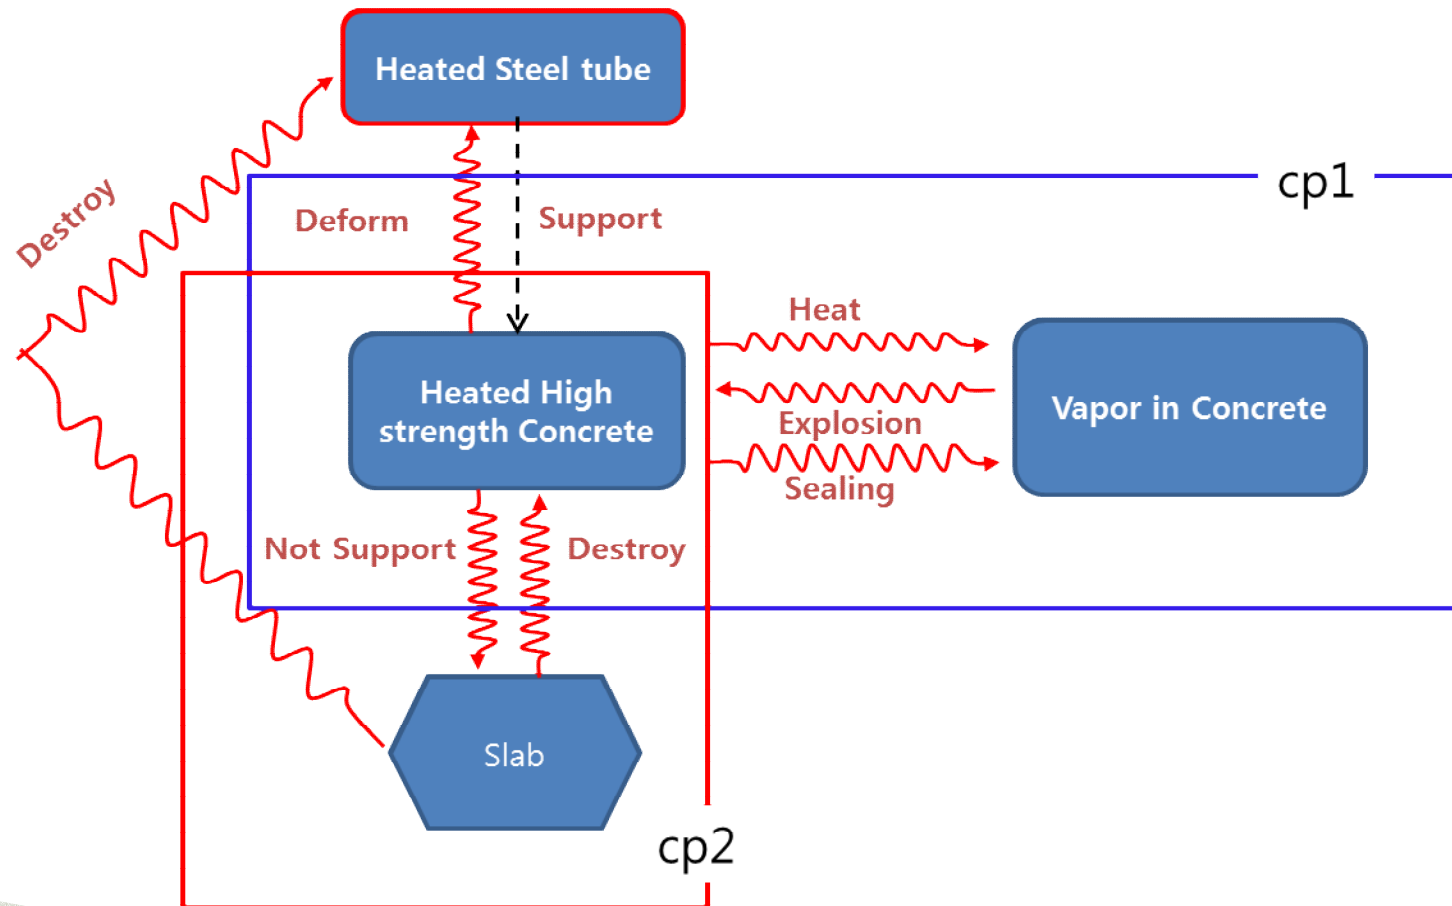 Heated Steel tube
cp1
Destroy
Deform
Support
Heat
Heated High
strength Concrete
Explosion
Vapor in Concrete
Sealing
Not Support
Destroy
Slab
cp2